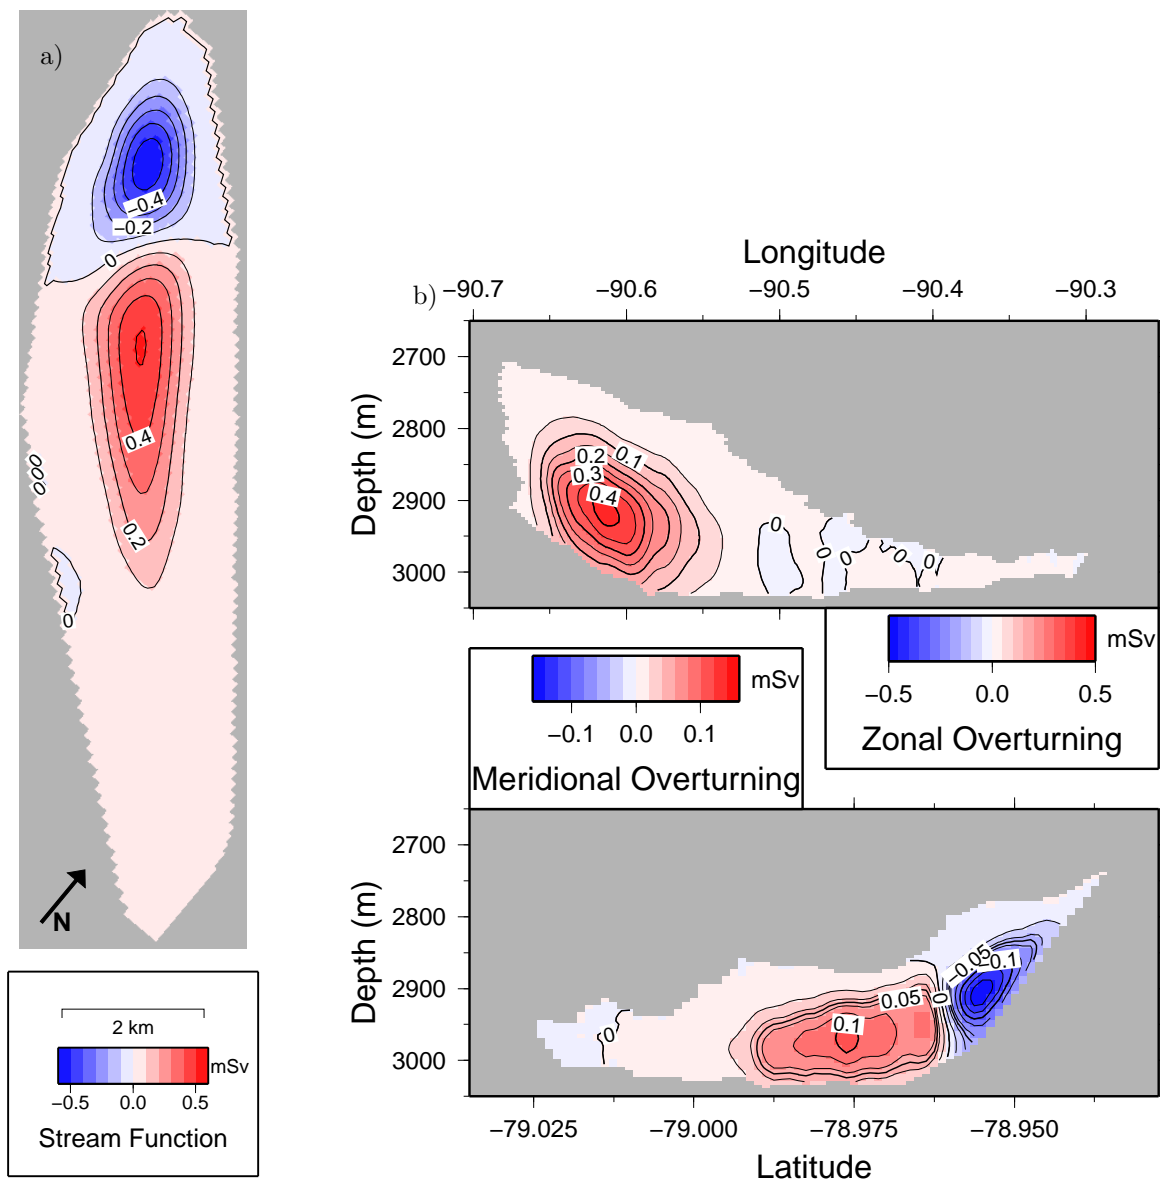 a)
−0.4
−0.2
0
0.4
0.2
000
0
N
2 km
mSv
−0.5 0.0 0.5
Stream Function
b)
Longitude
−90.7 −90.6 −90.5 −90.4 −90.3
Depth (m)
2700
2800
2900
3000
0.1
0.2
0.3
0.4
0 0 0 0 0
mSv
−0.1 0.0 0.1
Meridional Overturning
mSv
−0.5 0.0 0.5
Zonal Overturning
Depth (m)
2700
2800
2900
3000
−0.05
−0.1
0.05
0
0.1
0
−79.025 −79.000 −78.975 −78.950
Latitude